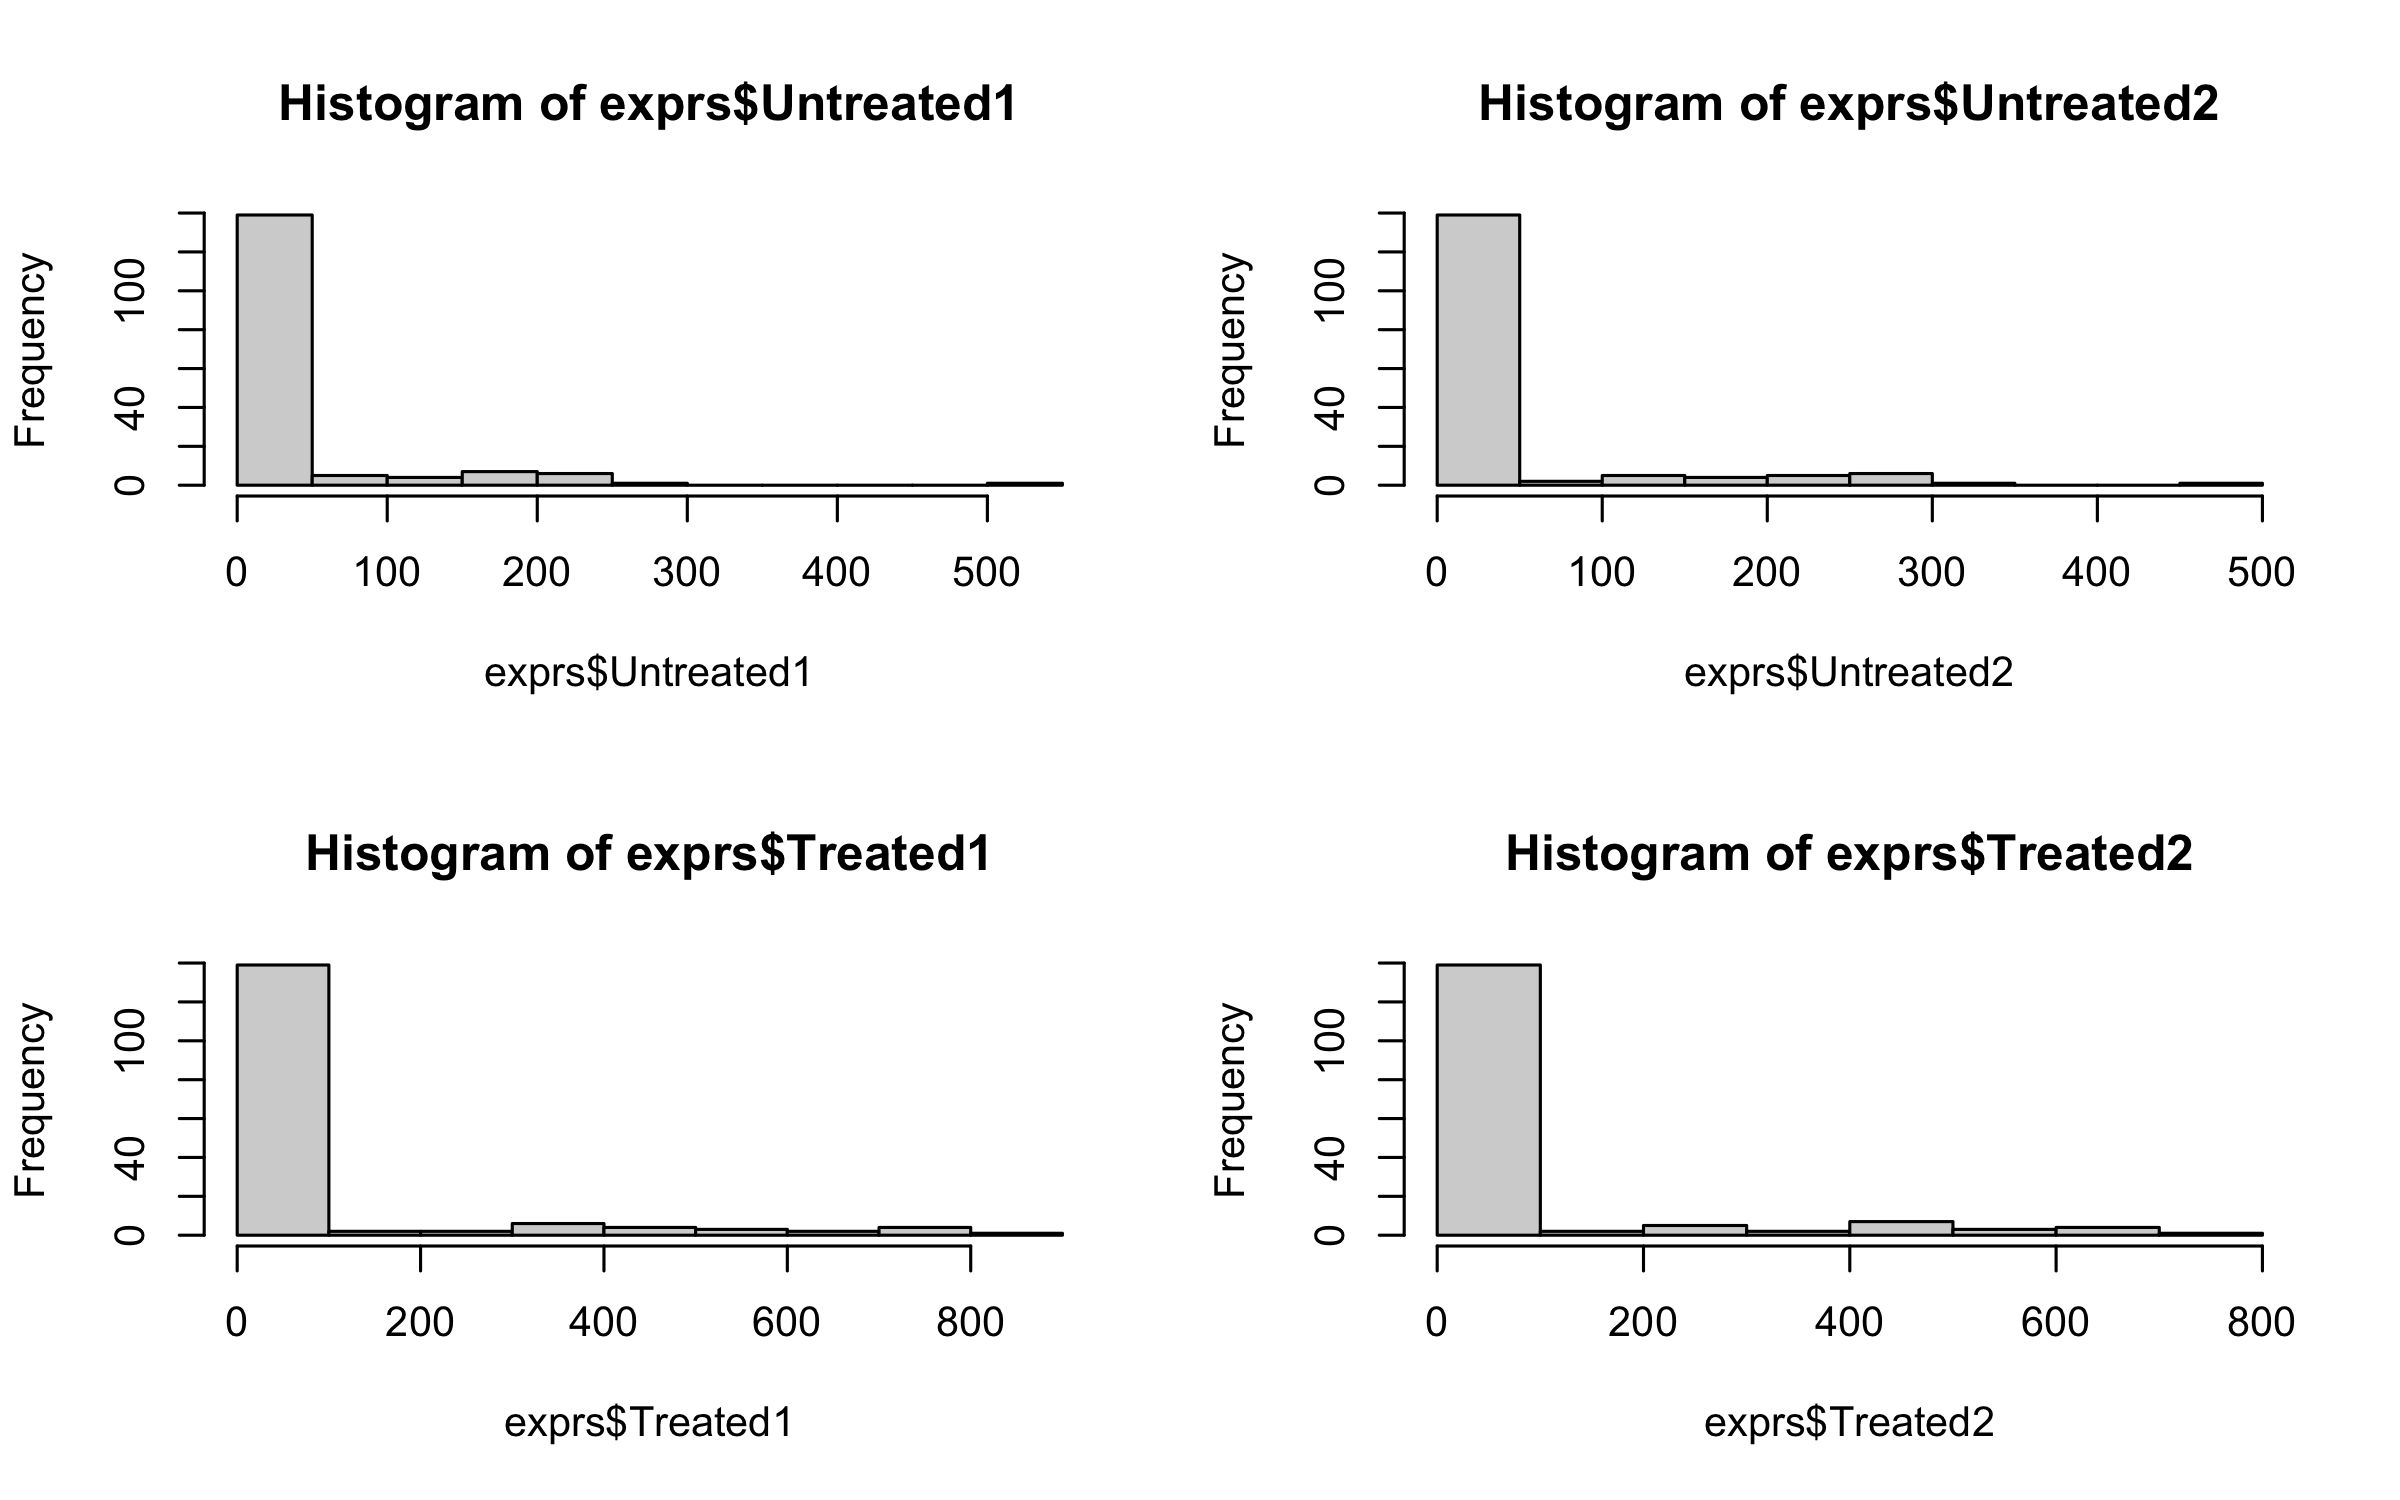 Histogram of exprs$Untreated1
Frequency
0 40 100
0 100 200 300 400 500
exprs$Untreated1
Histogram of exprs$Untreated2
Frequency
0 40 100
0 100 200 300 400 500
exprs$Untreated2
Histogram of exprs$Treated1
Frequency
0 40 100
0 200 400 600 800
exprs$Treated1
Histogram of exprs$Treated2
Frequency
0 40 100
0 200 400 600 800
exprs$Treated2